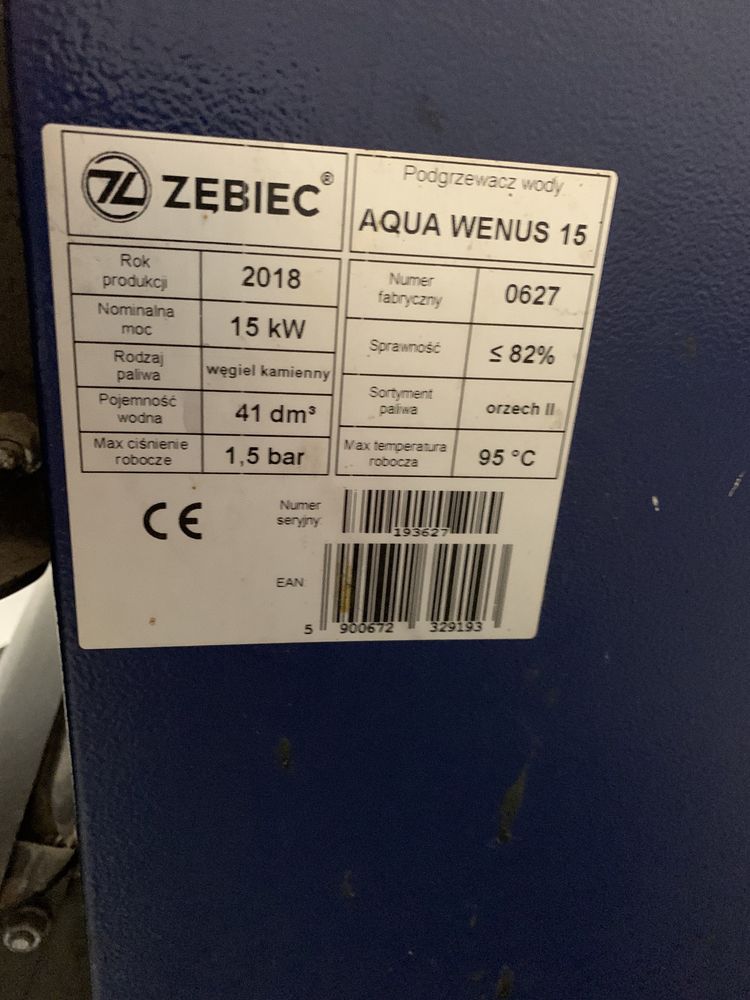 ZĘBIEC®
Podgrzewacz wody
AQUA WENUS 15
Rok
produkcji
2018
Nominalna
moc
15 kW
Rodzaj
paliwa
węgiel kamienny
Pojemność
wodna
41 dm³
Max ciśnienie
robocze
1,5 bar
Numer
fabryczny
0627
Sprawność
≤ 82%
Sortyment
paliwa
orzech II
Max temperatura
robocza
95 °C
CE
Numer
seryjny
193627
EAN
5 900672 329193